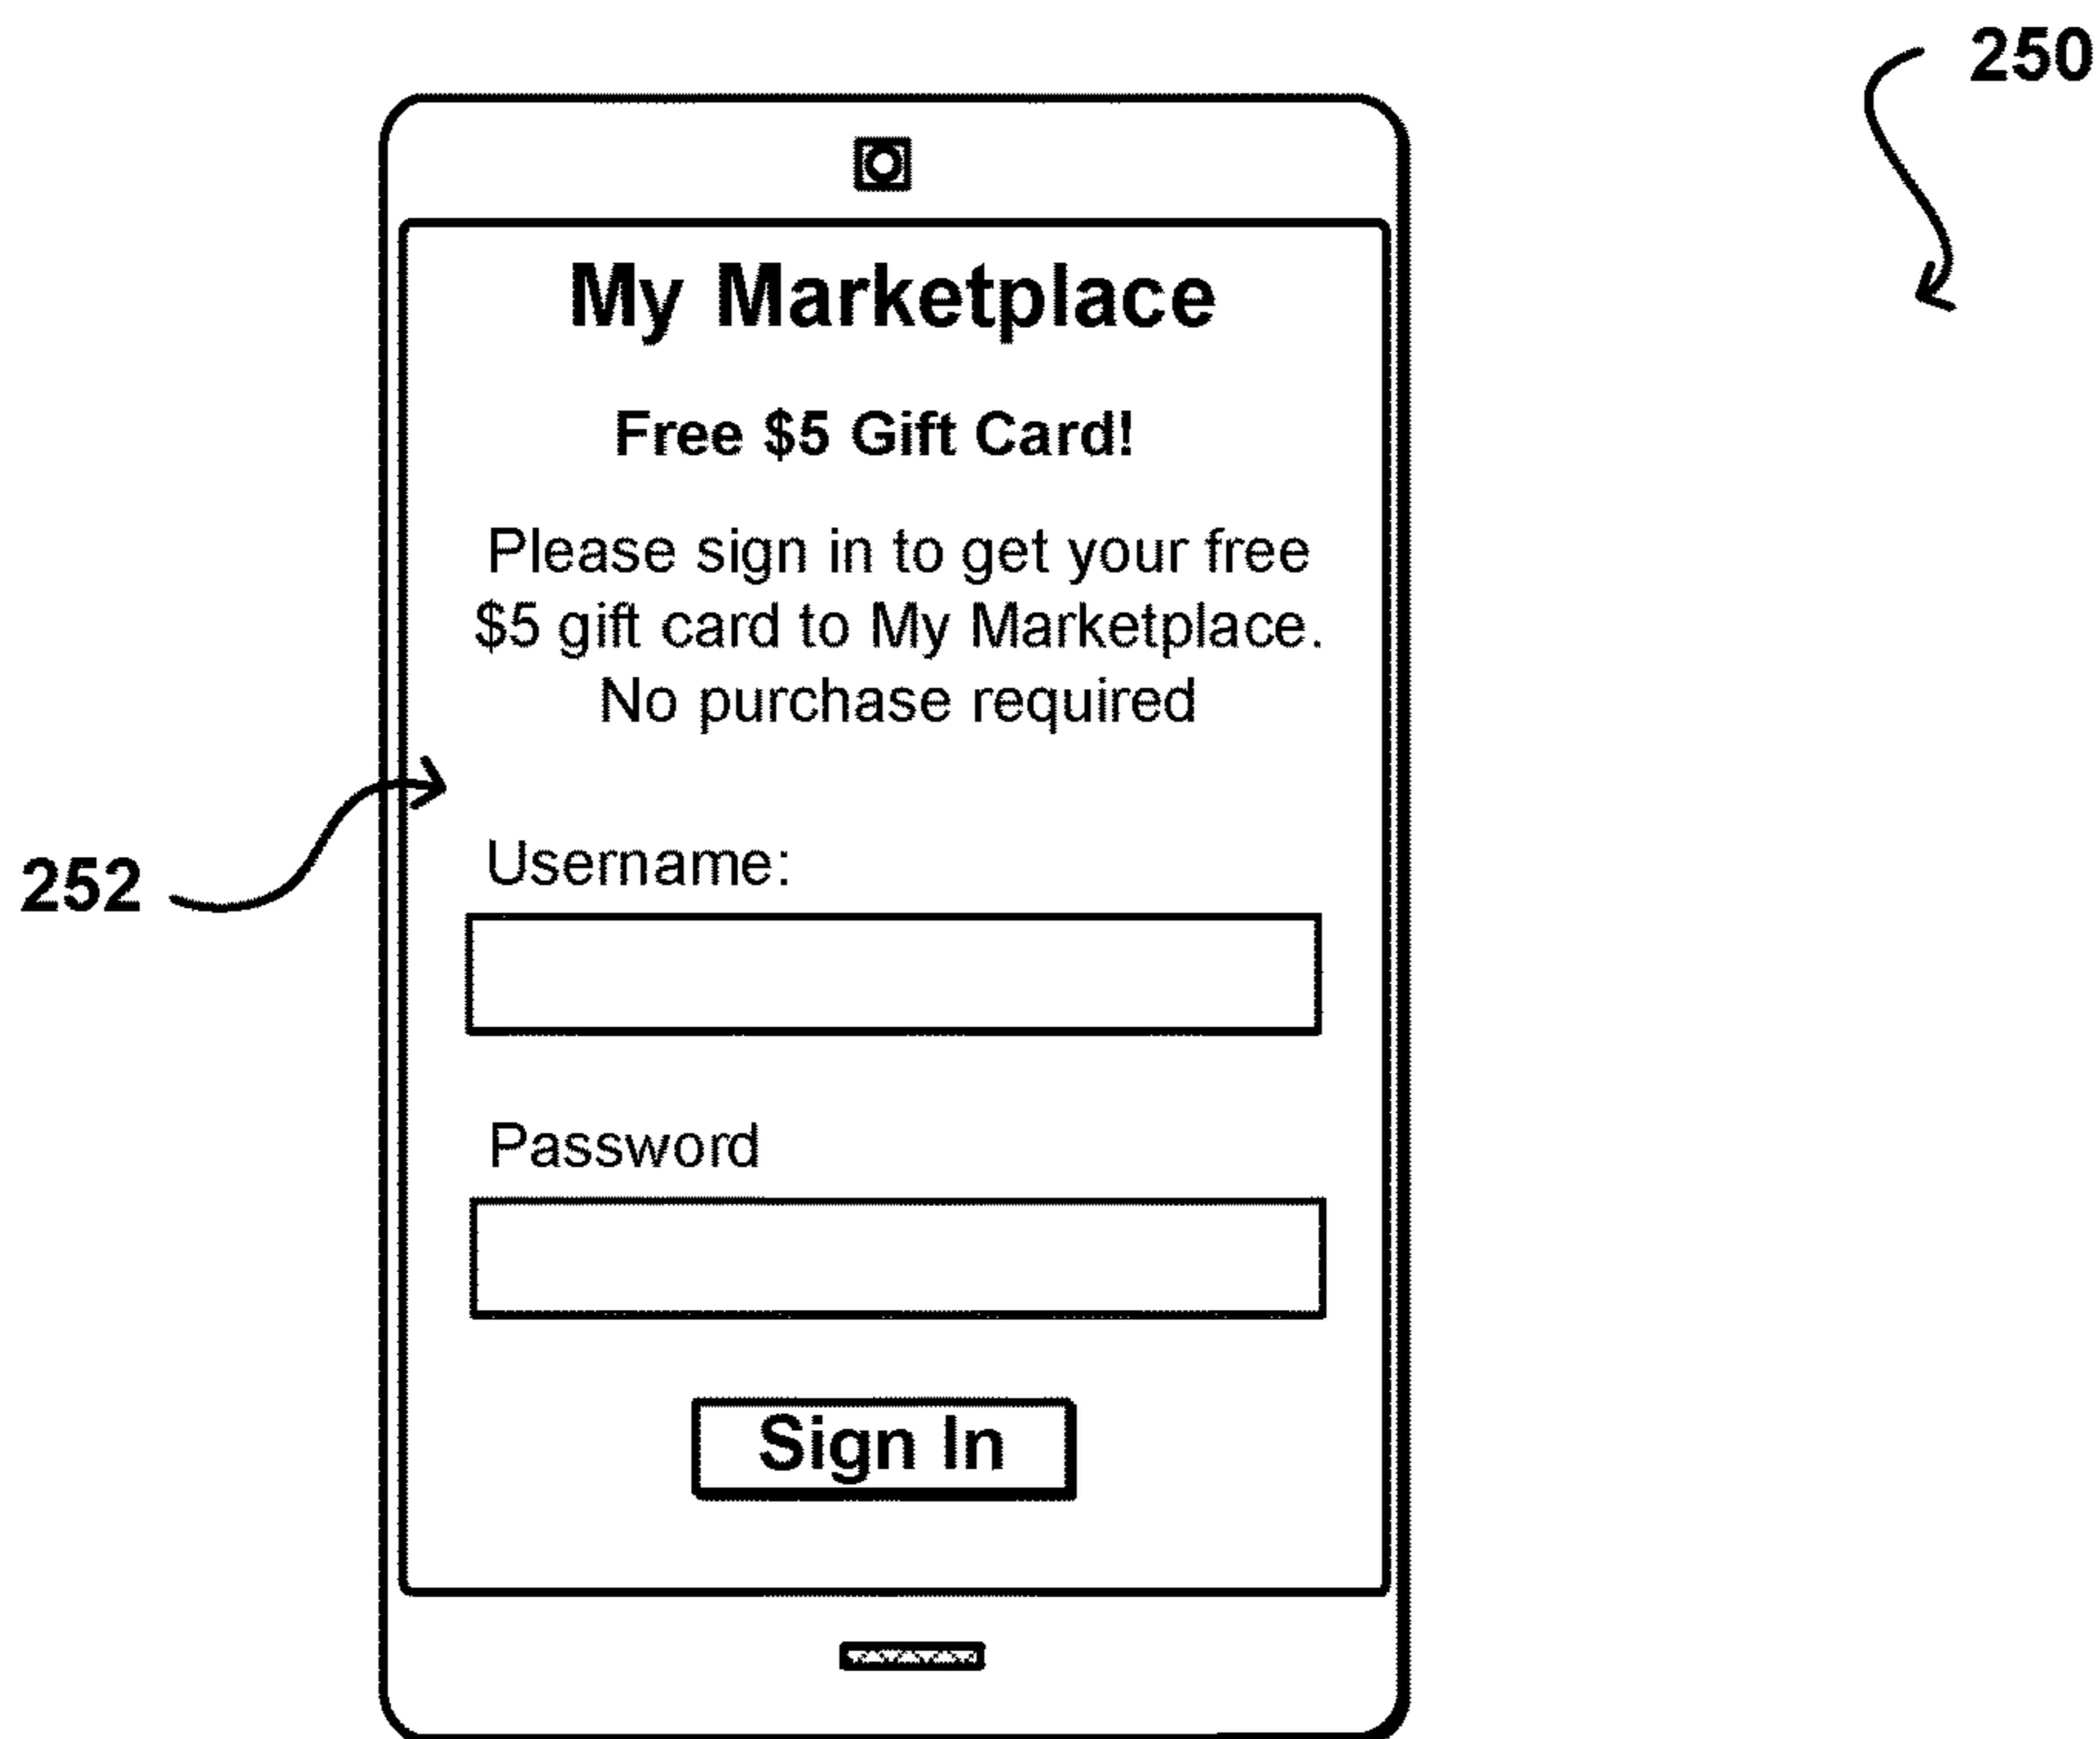 250
My Marketplace
Free $5 Gift Card!
Please sign in to get your free
$5 gift card to My Marketplace.
No purchase required
252
Username:
Password
Sign In